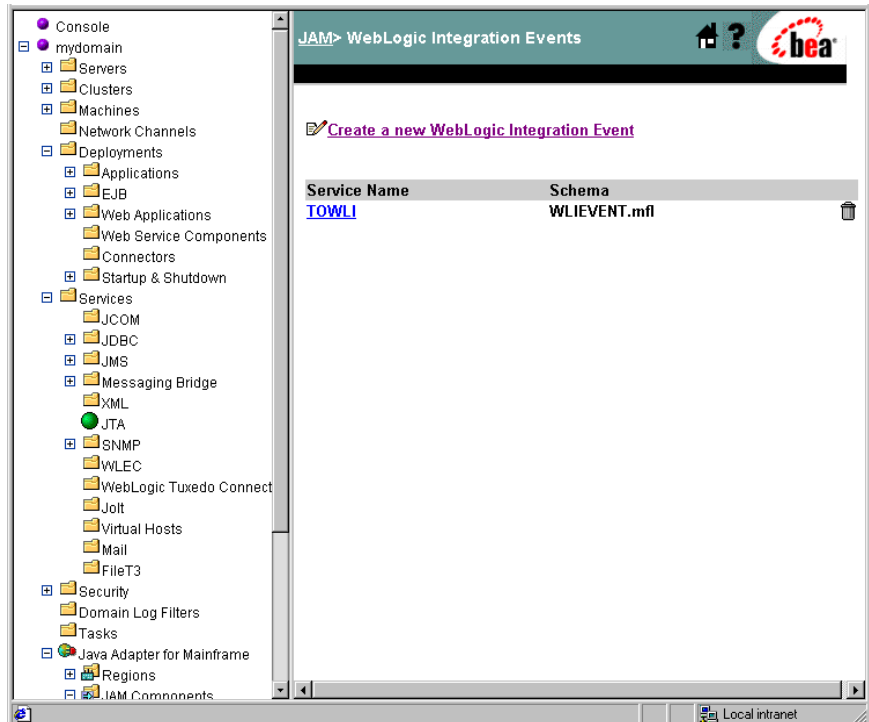 Console
mydomain
Servers
Clusters
Machines
Network Channels
Deployments
Applications
EJB
Web Applications
Web Service Components
Connectors
Startup & Shutdown
Services
JCOM
JDBC
JMS
Messaging Bridge
XML
JTA
SNMP
WLEC
WebLogic Tuxedo Connect
Jolt
Virtual Hosts
Mail
FileT3
Security
Domain Log Filters
Tasks
Java Adapter for Mainframe
Regions
JAM Components
JAM> WebLogic Integration Events
?
bea
Create a new WebLogic Integration Event
Service Name Schema
TOWLI WLIEVENT.mfl
Local intranet